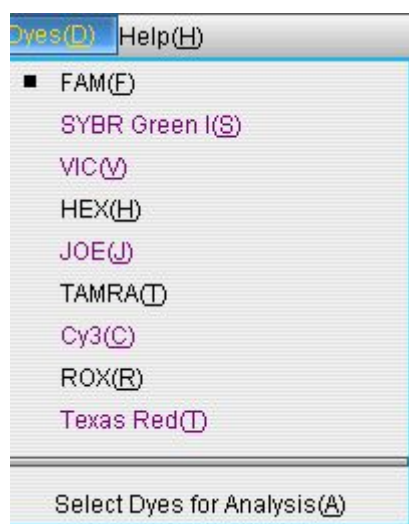 Dyes(D) Help(H)
FAM(F)
SYBR Green I(S)
VIC(V)
HEX(H)
JOE(J)
TAMRA(T)
Cy3(C)
ROX(R)
Texas Red(T)
Select Dyes for Analysis(A)